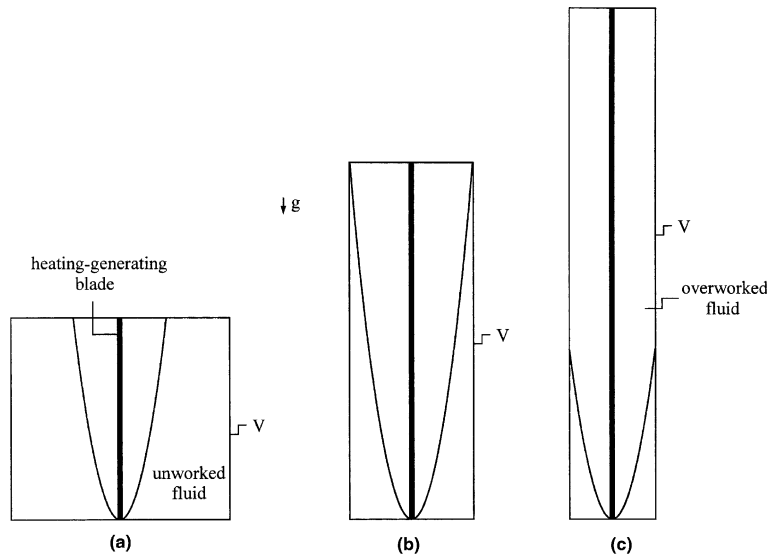 g
V
V
heating-generating
blade
overworked
fluid
V
unworked
fluid
(a)
(b)
(c)